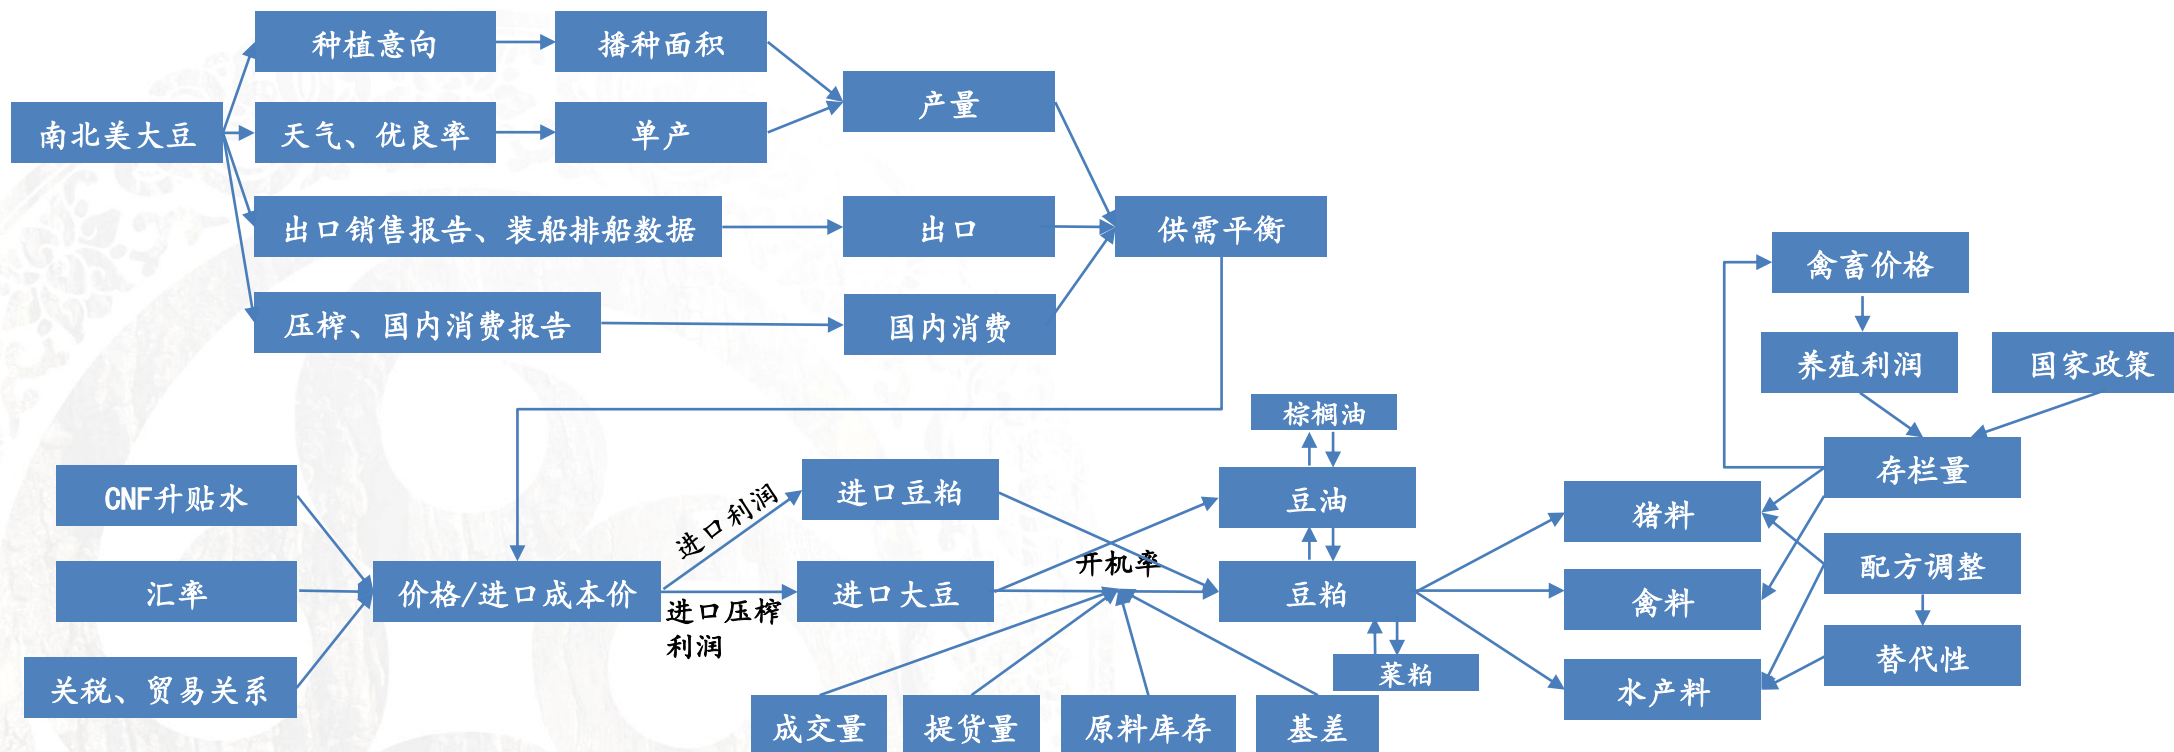 种植意向
播种面积
产量
南北美大豆
天气、优良率
单产
出口销售报告、装船排船数据
出口
供需平衡
压榨、国内消费报告
国内消费
禽畜价格
养殖利润
国家政策
棕榈油
存栏量
CNF升贴水
进口利润
进口豆粕
豆油
猪料
汇率
价格/进口成本价
进口压榨
利润
进口大豆
开机率
豆粕
禽料
配方调整
关税、贸易关系
菜粕
水产料
替代性
成交量
提货量
原料库存
基差